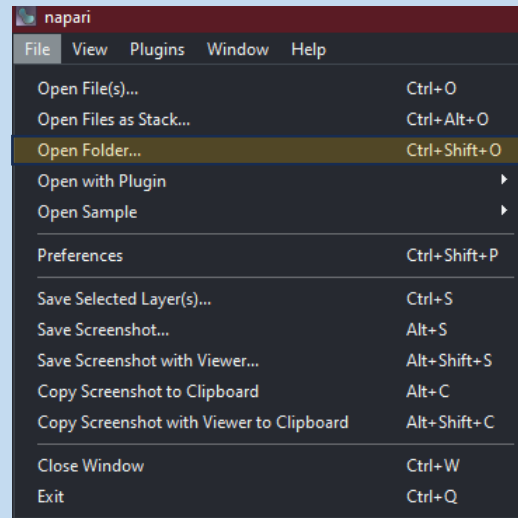 napari
File View Plugins Window Help
Open File(s)... Ctrl+O
Open Files as Stack... Ctrl+Alt+O
Open Folder... Ctrl+Shift+O
Open with Plugin
Open Sample
Preferences Ctrl+Shift+P
Save Selected Layer(s)... Ctrl+S
Save Screenshot... Alt+S
Save Screenshot with Viewer... Alt+Shift+S
Copy Screenshot to Clipboard Alt+C
Copy Screenshot with Viewer to Clipboard Alt+Shift+C
Close Window Ctrl+W
Exit Ctrl+Q